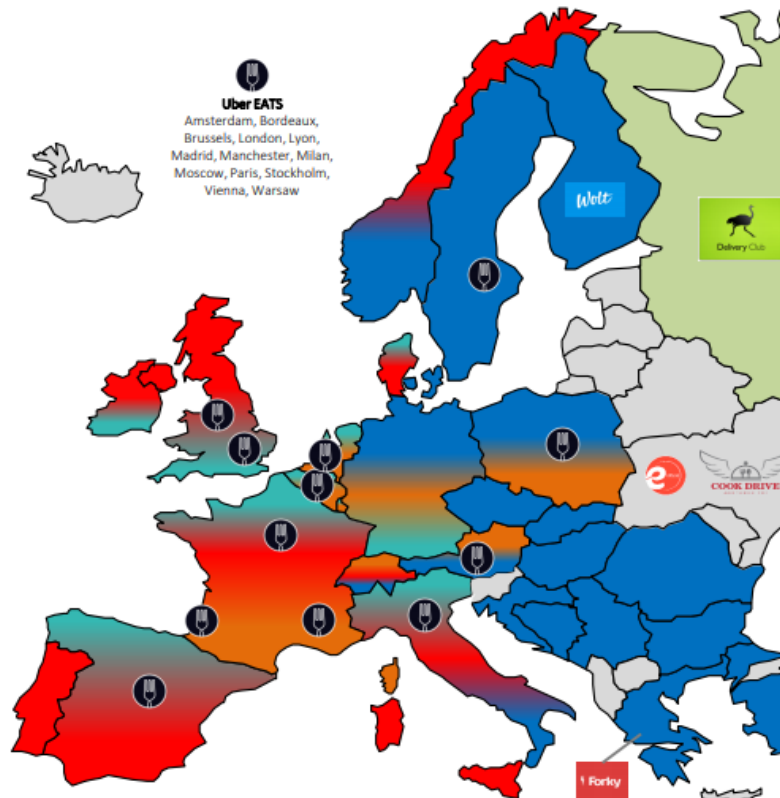 Uber EATS
Amsterdam, Bordeaux,
Brussels, London, Lyon,
Madrid, Manchester, Milan,
Moscow, Paris, Stockholm,
Vienna, Warsaw
Wolt
Delivery Club
e
COOK DRIVE
Forky